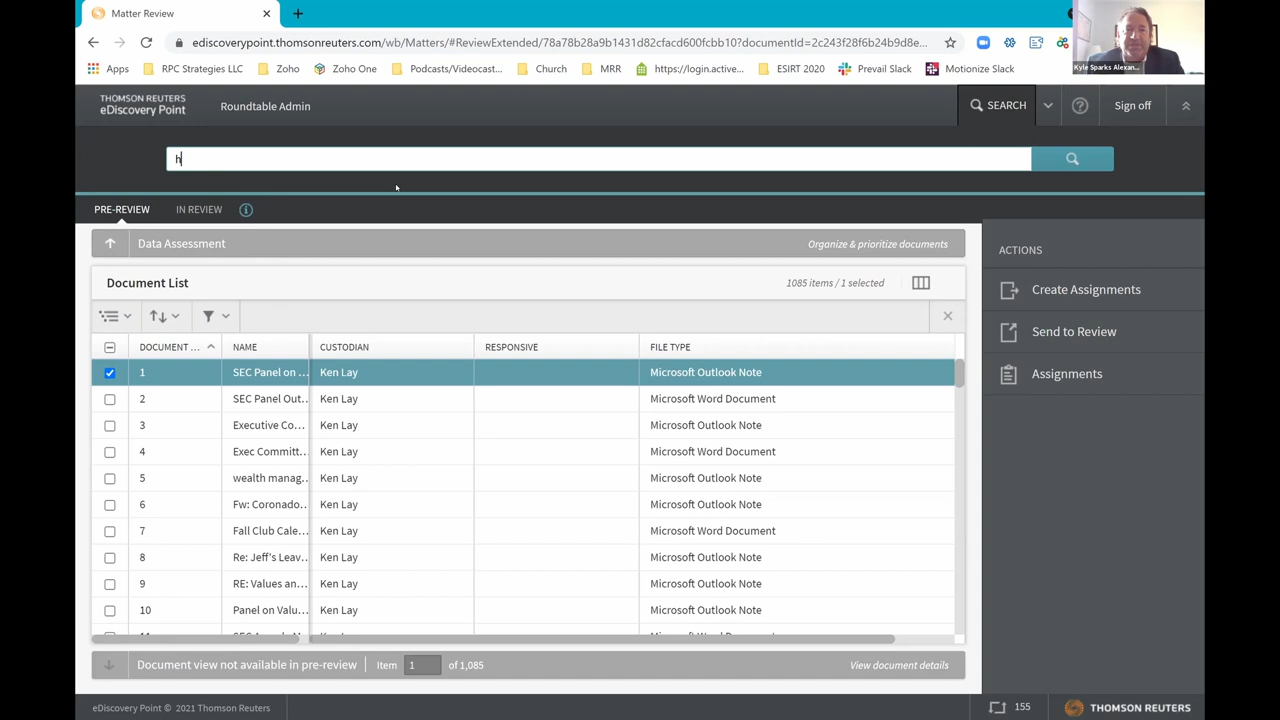 Matter Review
ediscoverypoint.thomsonreuters.com/wb/Matters/#ReviewExtended/78a78b28a9b1431d82cfacd600fcbb10?documentId=2c243f28f6b24b9d8e...
Apps RPC Strategies LLC Zoho Zoho One Podcasts/Videocast... Church MRR https://login.active... ESIRT 2020 Prevail Slack Motionize Slack
Kyle Sparks Alexan...
THOMSON REUTERS
eDiscovery Point
Roundtable Admin
SEARCH
Sign off
h
PRE-REVIEW IN REVIEW
Data Assessment Organize & prioritize documents
Document List 1085 items / 1 selected
DOCUMENT ... NAME CUSTODIAN RESPONSIVE FILE TYPE
1 SEC Panel on ... Ken Lay Microsoft Outlook Note
2 SEC Panel Out... Ken Lay Microsoft Word Document
3 Executive Co... Ken Lay Microsoft Outlook Note
4 Exec Committ... Ken Lay Microsoft Word Document
5 wealth manag... Ken Lay Microsoft Outlook Note
6 Fw: Coronado... Ken Lay Microsoft Outlook Note
7 Fall Club Cale... Ken Lay Microsoft Word Document
8 Re: Jeff's Leav... Ken Lay Microsoft Outlook Note
9 RE: Values an... Ken Lay Microsoft Outlook Note
10 Panel on Valu... Ken Lay Microsoft Outlook Note
Document view not available in pre-review Item 1 of 1,085 View document details
ACTIONS
Create Assignments
Send to Review
Assignments
eDiscovery Point © 2021 Thomson Reuters
155
THOMSON REUTERS